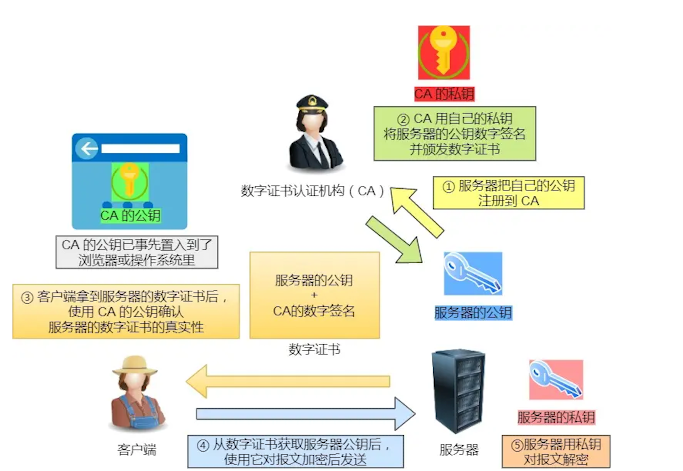 CA 的私钥
② CA 用自己的私钥
将服务器的公钥数字签名
并颁发数字证书
数字证书认证机构（CA）
① 服务器把自己的公钥
注册到 CA
CA 的公钥
CA 的公钥已事先置入到了
浏览器或操作系统里
③ 客户端拿到服务器的数字证书后，
使用 CA 的公钥确认
服务器的数字证书的真实性
服务器的公钥
+
CA的数字签名
数字证书
服务器的公钥
客户端
④ 从数字证书获取服务器公钥后，
使用它对报文加密后发送
服务器
服务器的私钥
⑤服务器用私钥
对报文解密